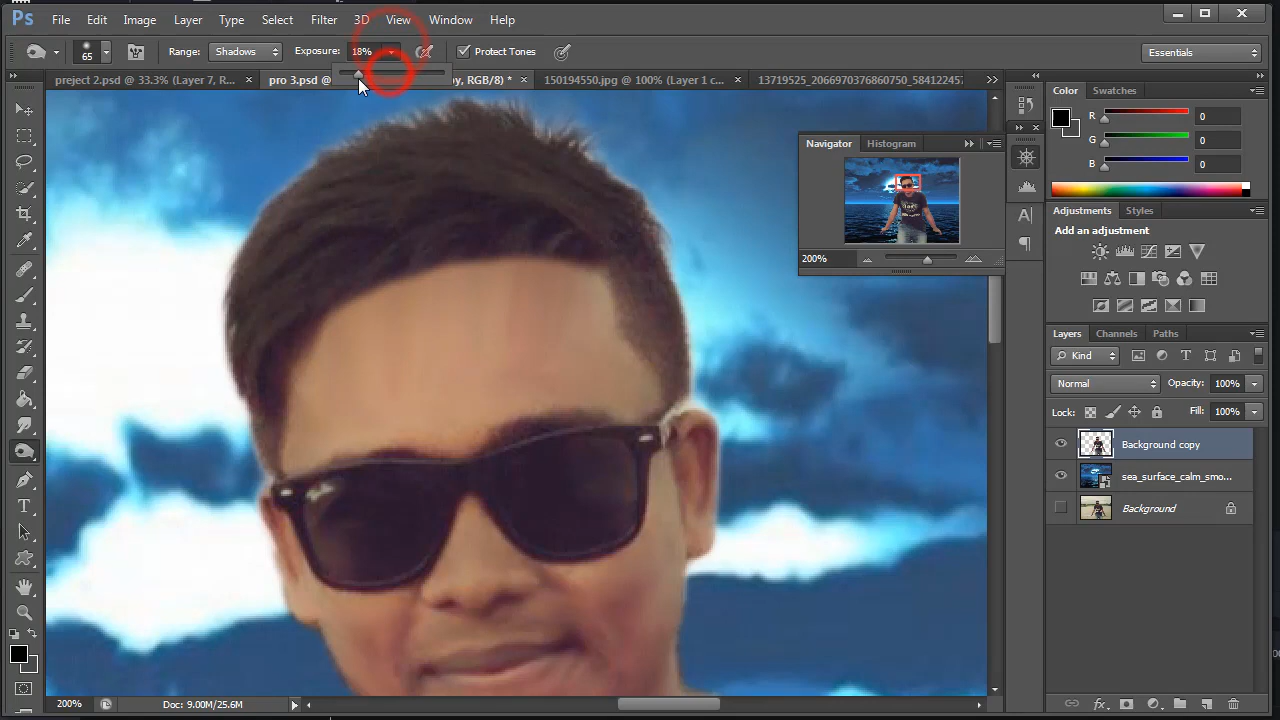 Ps File Edit Image Layer Type Select Filter 3D View Window Help
65 Range: Shadows Exposure: 18% Protect Tones Essentials
preject 2.psd @ 33.3% (Layer 7, R... × pro 3.psd @ py, RGB/8) * × 150194550.jpg @ 100% (Layer 1 c... × 13719525_2066970376860750_584122457
Color Swatches
R 0
G 0
B 0
Navigator Histogram
200%
Adjustments Styles
Add an adjustment
Layers Channels Paths
Kind
Normal Opacity: 100%
Lock: Fill: 100%
Background copy
sea_surface_calm_smo...
Background
200% Doc: 9.00M/25.6M